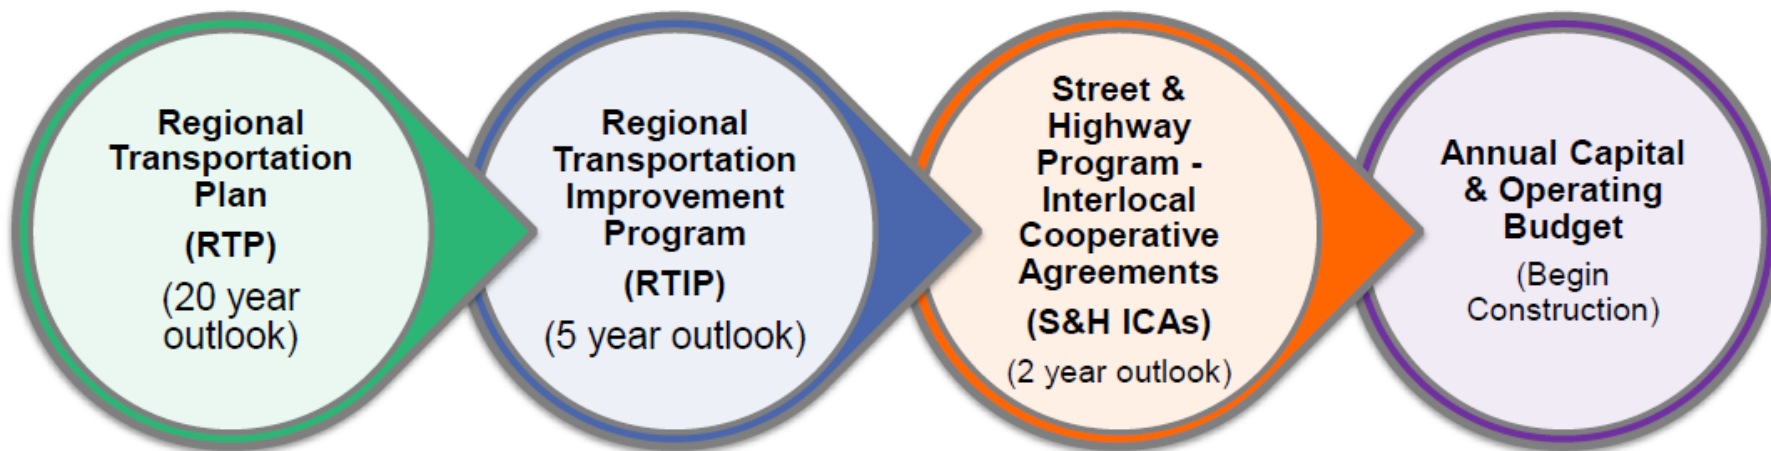 Regional
Transportation
Plan
(RTP)
(20 year
outlook)
Regional
Transportation
Improvement
Program
(RTIP)
(5 year outlook)
Street &
Highway
Program -
Interlocal
Cooperative
Agreements
(S&H ICAs)
(2 year outlook)
Annual Capital
& Operating
Budget
(Begin
Construction)